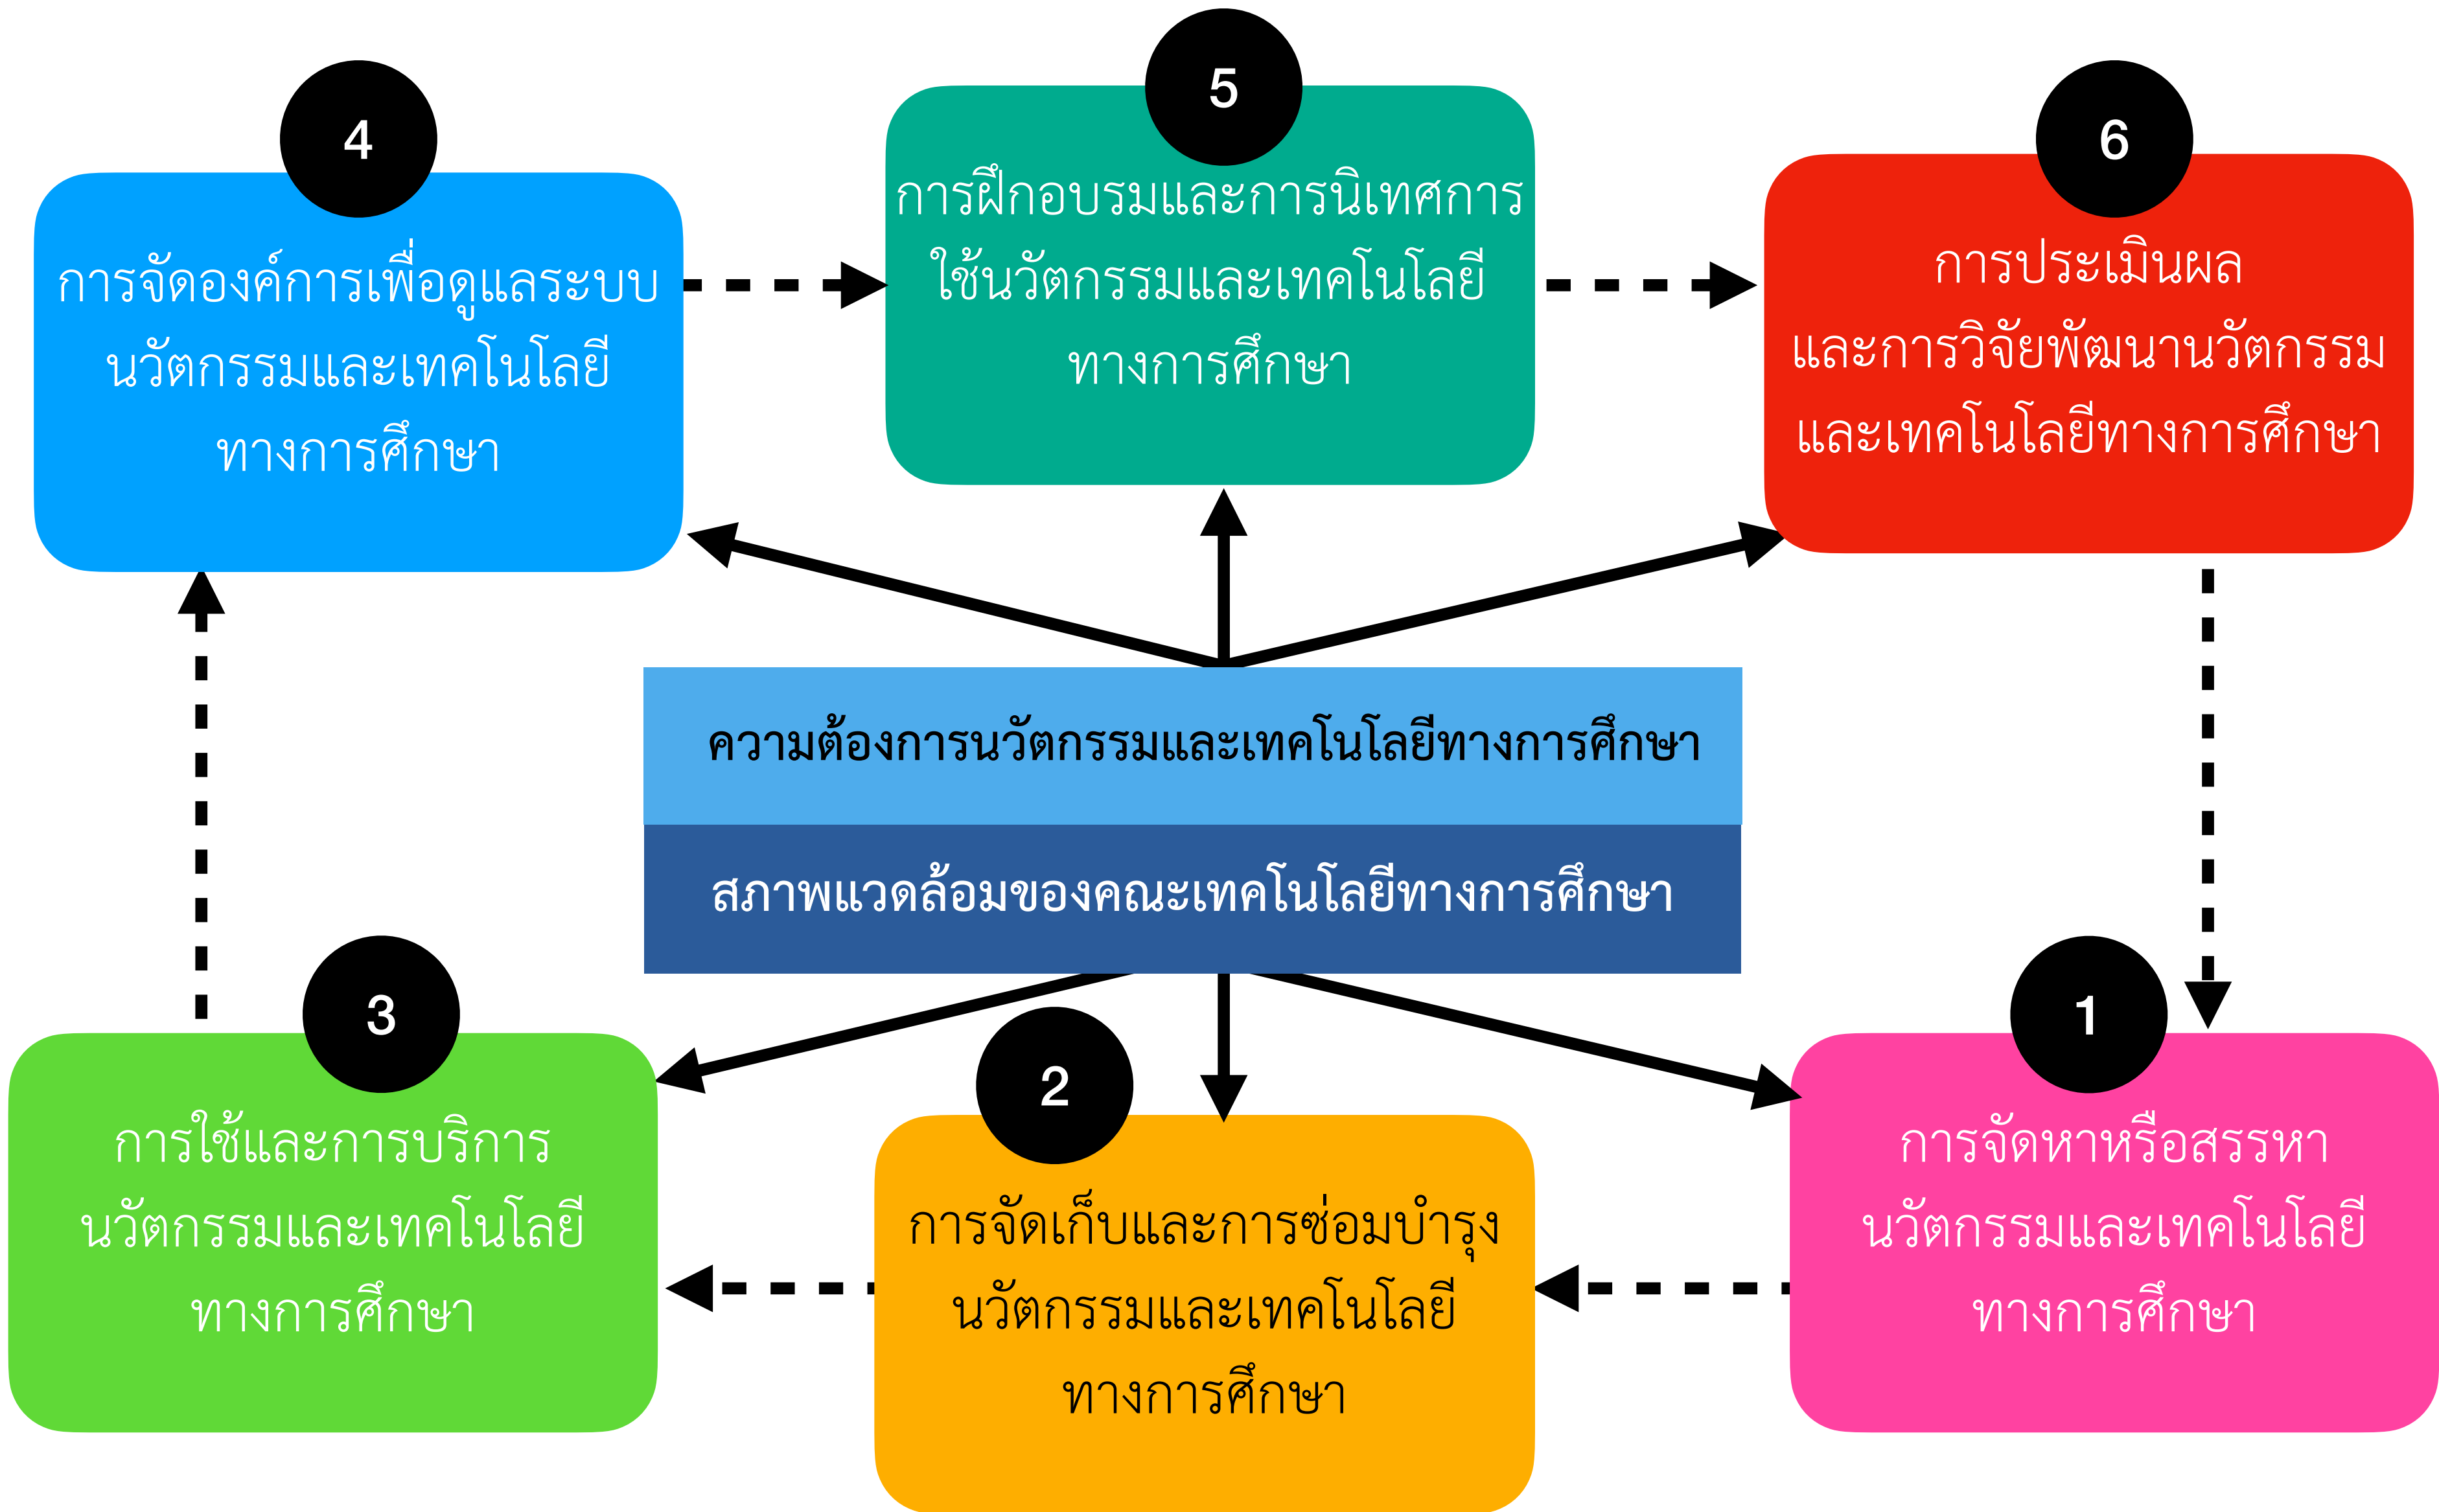 4
การจัดองค์การเพื่อดูแลระบบ
นวัตกรรมและเทคโนโลยี
ทางการศึกษา
5
การฝึกอบรมและการนิเทศการ
ใช้นวัตกรรมและเทคโนโลยี
ทางการศึกษา
6
การประเมินผล
และการวิจัยพัฒนานวัตกรรม
และเทคโนโลยีทางการศึกษา
ความต้องการนวัตกรรมและเทคโนโลยีทางการศึกษา
สภาพแวดล้อมของคณะเทคโนโลยีทางการศึกษา
3
การใช้และการบริการ
นวัตกรรมและเทคโนโลยี
ทางการศึกษา
2
การจัดเก็บและการซ่อมบำรุง
นวัตกรรมและเทคโนโลยี
ทางการศึกษา
1
การจัดหาหรือสรรหา
นวัตกรรมและเทคโนโลยี
ทางการศึกษา